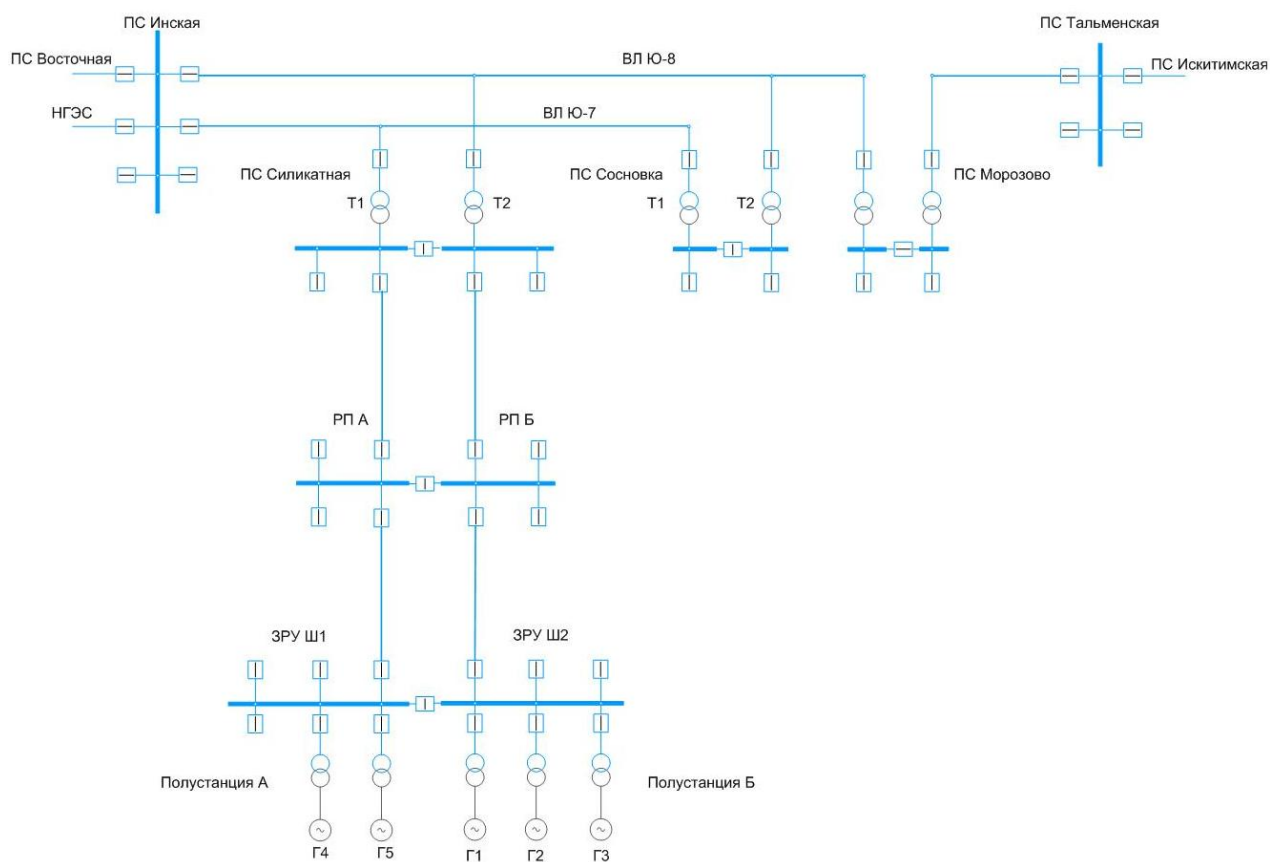 ПС Инская
ПС Тальменская
ПС Восточная
ВЛ Ю-8
ПС Искитимская
НГЭС
ВЛ Ю-7
ПС Силикатная
ПС Сосновка
ПС Морозово
Т1
Т2
Т1
Т2
РП А
РП Б
ЗРУ Ш1
ЗРУ Ш2
Полустанция А
Полустанция Б
Г4
Г5
Г1
Г2
Г3